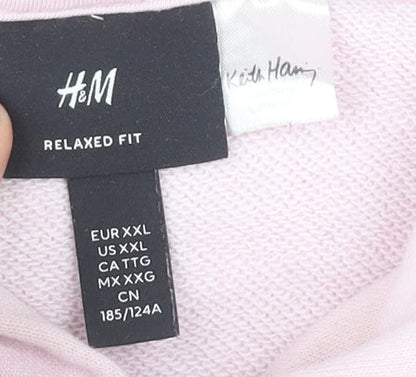 H&M
RELAXED FIT
Keith Haring
EUR XXL
US XXL
CA TTG
MX XXG
CN
185/124A